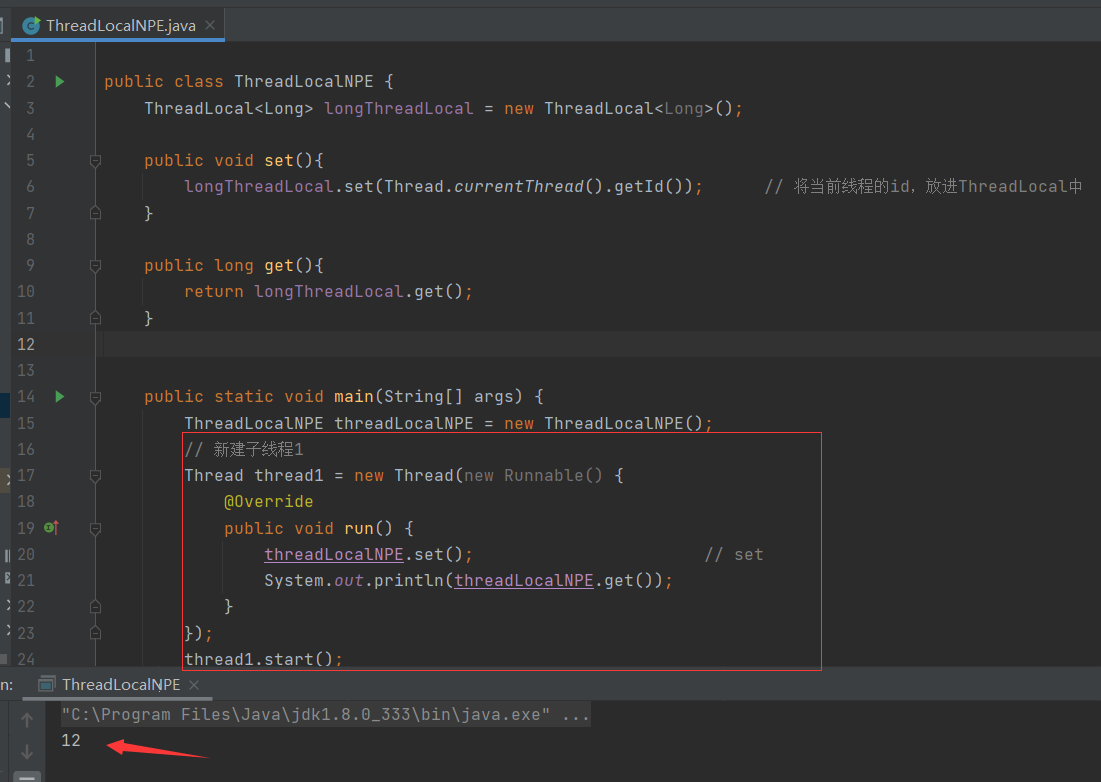 ThreadLocalNPE.java
1
2 public class ThreadLocalNPE {
3 ThreadLocal<Long> longThreadLocal = new ThreadLocal<Long>();
4
5 public void set(){
6 longThreadLocal.set(Thread.currentThread().getId()); // 将当前线程的id，放进ThreadLocal中
7 }
8
9 public long get(){
10 return longThreadLocal.get();
11 }
12
13
14 public static void main(String[] args) {
15 ThreadLocalNPE threadLocalNPE = new ThreadLocalNPE();
16 // 新建子线程1
17 Thread thread1 = new Thread(new Runnable() {
18 @Override
19 public void run() {
20 threadLocalNPE.set(); // set
21 System.out.println(threadLocalNPE.get());
22 }
23 });
24 thread1.start();
n: ThreadLocalNPE
"C:\Program Files\Java\jdk1.8.0_333\bin\java.exe" ...
12